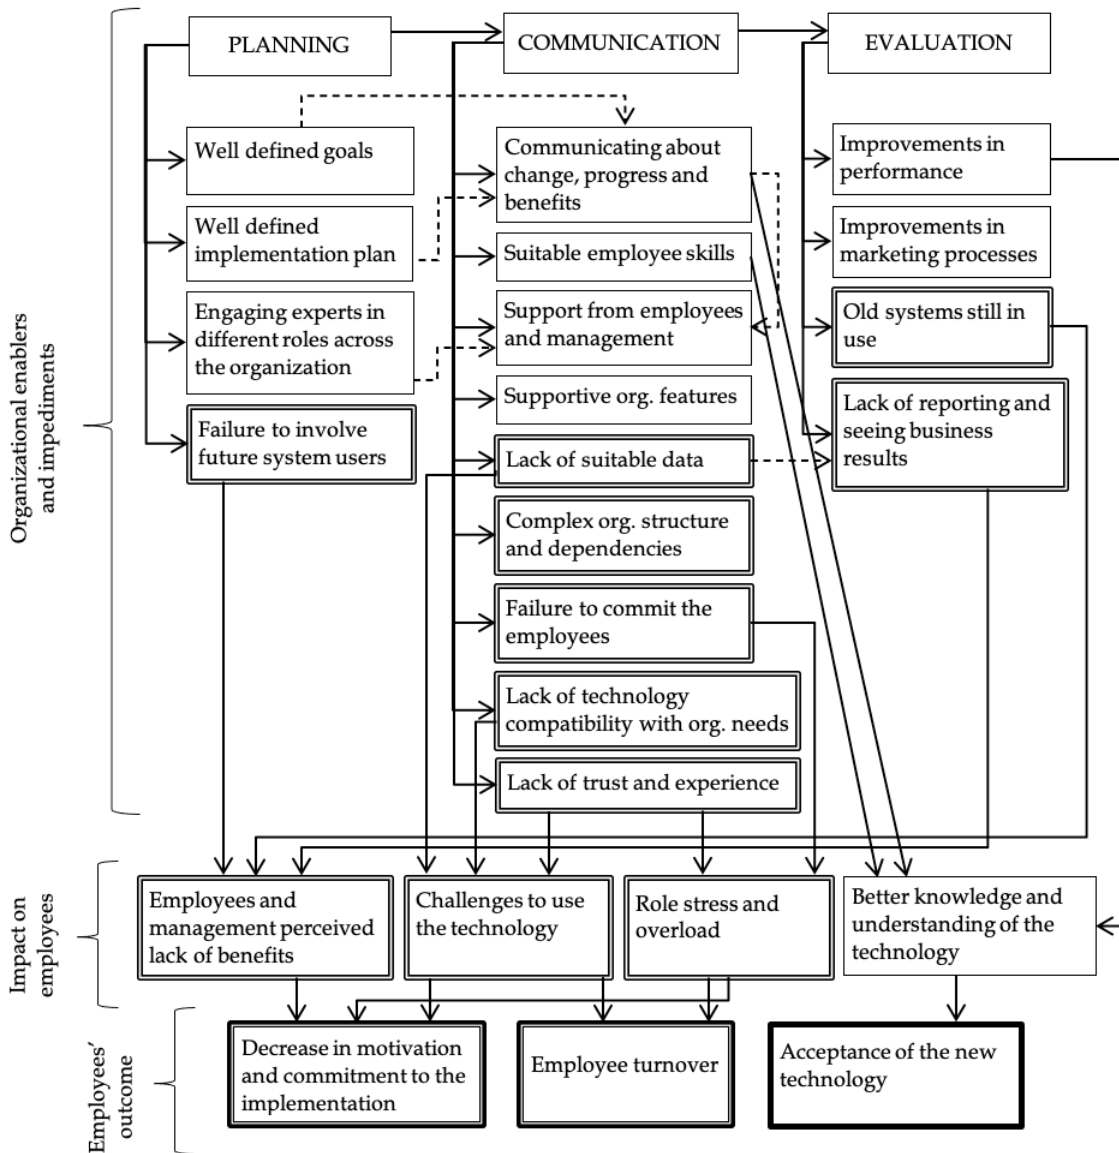 PLANNING
COMMUNICATION
EVALUATION
Organizational enablers
and impediments
Well defined goals
Well defined
implementation plan
Engaging experts in
different roles across
the organization
Failure to involve
future system users
Communicating about
change, progress and
benefits
Suitable employee skills
Support from employees
and management
Supportive org. features
Lack of suitable data
Complex org. structure
and dependencies
Failure to commit the
employees
Lack of technology
compatibility with org. needs
Lack of trust and experience
Improvements in
performance
Improvements in
marketing processes
Old systems still in
use
Lack of reporting and
seeing business
results
Impact on
employees
Employees and
management perceived
lack of benefits
Challenges to use
the technology
Role stress and
overload
Better knowledge and
understanding of the
technology
Employees'
outcome
Decrease in motivation
and commitment to the
implementation
Employee turnover
Acceptance of the new
technology